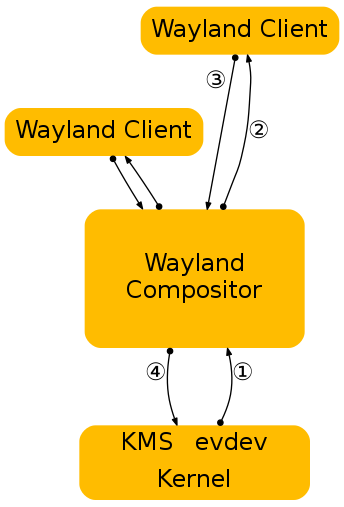 Wayland Client
③
②
Wayland Client
Wayland
Compositor
④
①
KMS evdev
Kernel